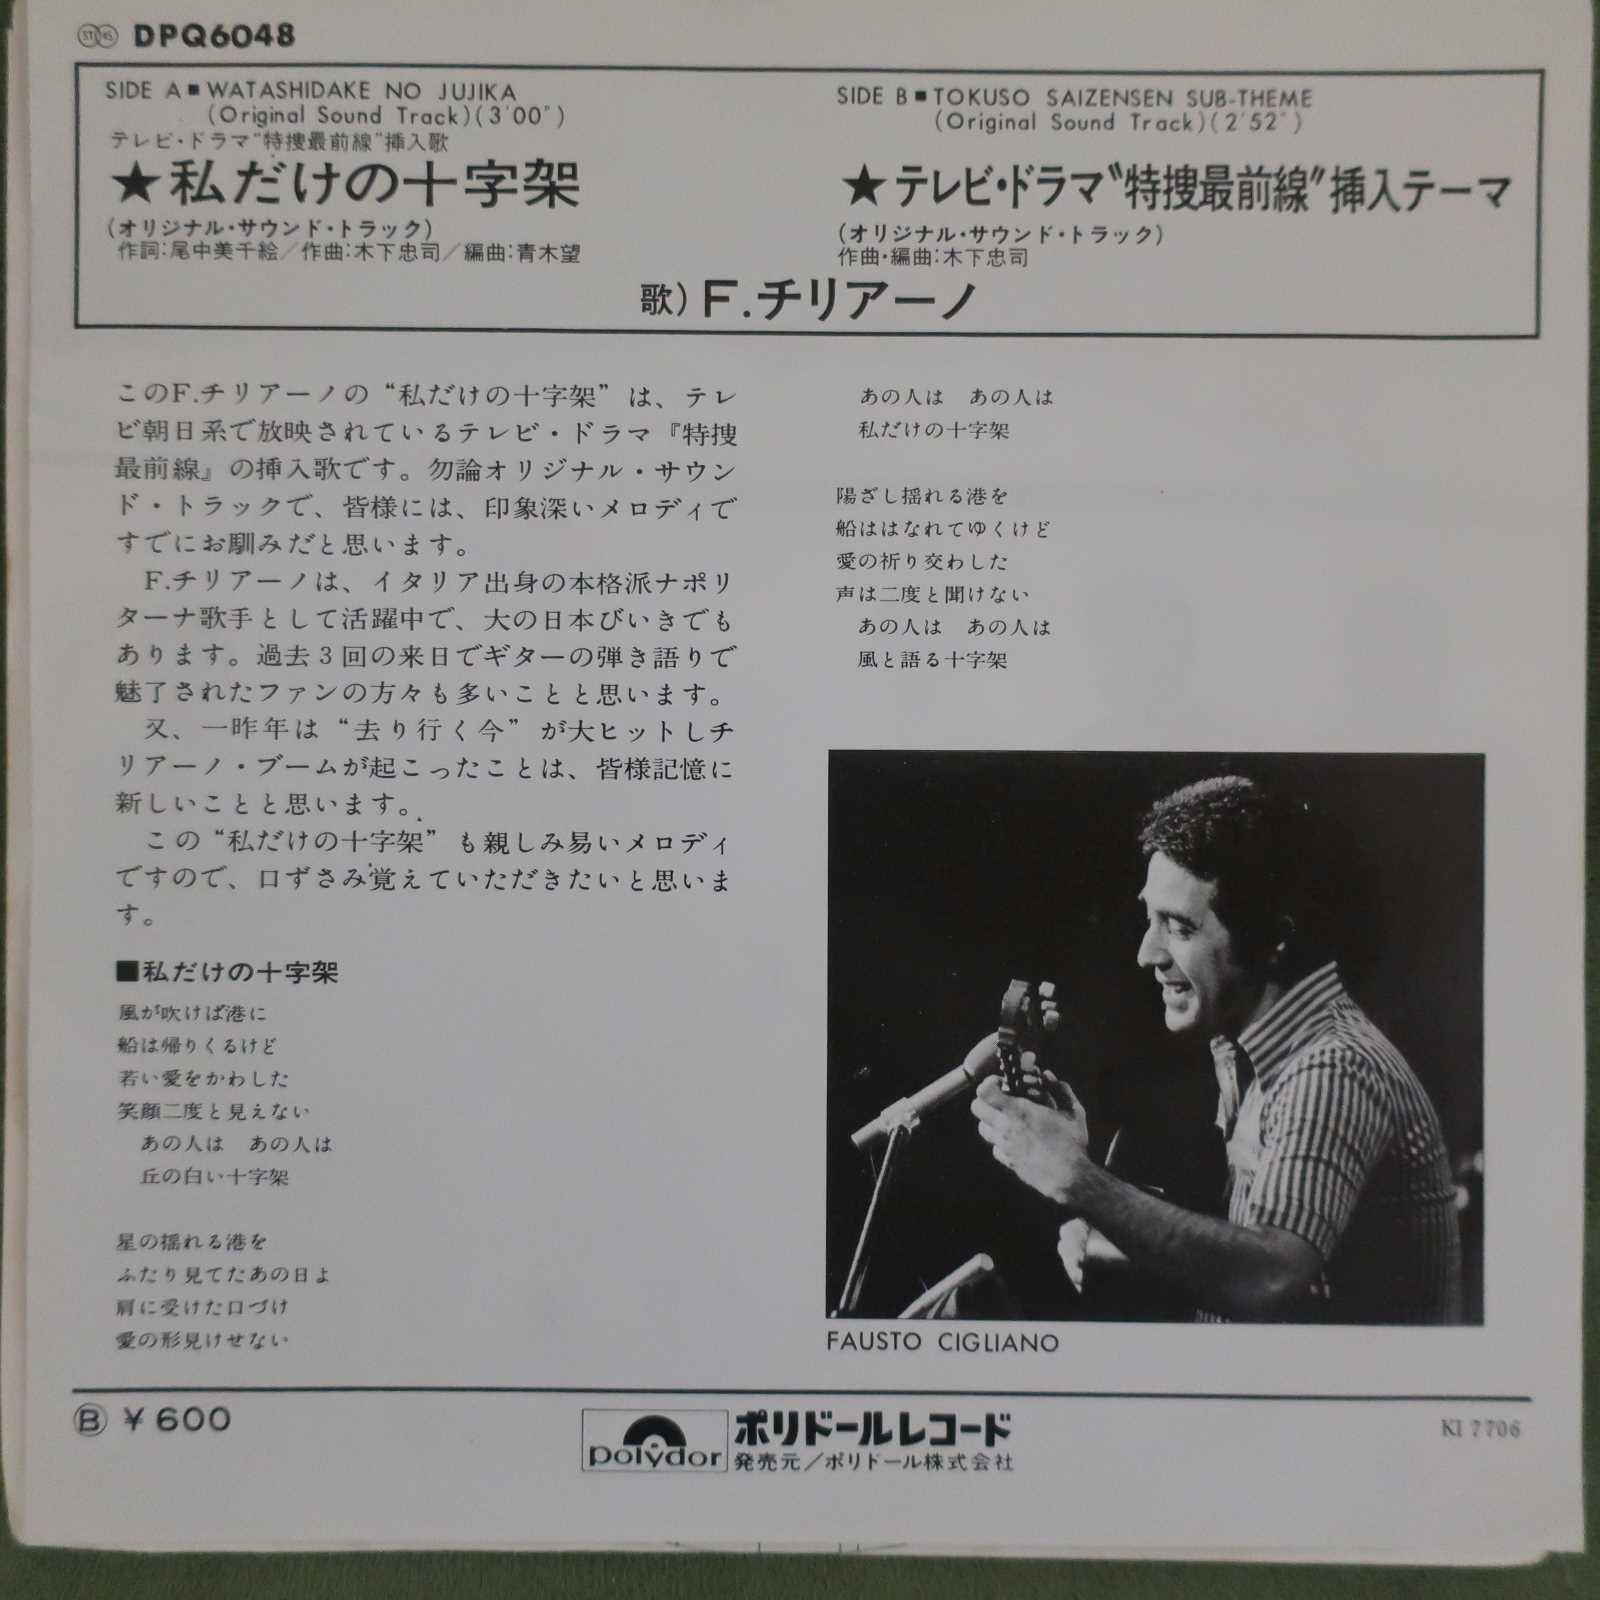 ST 45 DPQ6048
SIDE A■WATASHIDAKE NO JUJIKA
(Original Sound Track)(3'00")
テレビ・ドラマ“特捜最前線”挿入歌
★私だけの十字架
(オリジナル・サウンド・トラック)
作詞:尾中美千絵/作曲:木下忠司/編曲:青木望
SIDE B■TOKUSO SAIZENSEN SUB-THEME
(Original Sound Track)(2'52")
★テレビ・ドラマ“特捜最前線”挿入テーマ
(オリジナル・サウンド・トラック)
作曲・編曲:木下忠司
歌)F.チリアーノ
このF.チリアーノの“私だけの十字架”は、テレ
ビ朝日系で放映されているテレビ・ドラマ『特捜
最前線』の挿入歌です。勿論オリジナル・サウン
ド・トラックで、皆様には、印象深いメロディで
すでにお馴みだと思います。
F.チリアーノは、イタリア出身の本格派ナポリ
ターナ歌手として活躍中で、大の日本びいきでも
あります。過去3回の来日でギターの弾き語りで
魅了されたファンの方々も多いことと思います。
又、一昨年は“去り行く今”が大ヒットしチ
リアーノ・ブームが起こったことは、皆様記憶に
新しいことと思います。
この“私だけの十字架”も親しみ易いメロディ
ですので、口ずさみ覚えていただきたいと思いま
す。
■私だけの十字架
風が吹けば港に
船は帰りくるけど
若い愛をかわした
笑顔二度と見えない
あの人は あの人は
丘の白い十字架
星の揺れる港を
ふたり見てたあの日よ
肩に受けた口づけ
愛の形見けせない
あの人は あの人は
私だけの十字架
陽ざし揺れる港を
船ははなれてゆくけど
愛の祈り交わした
声は二度と聞けない
あの人は あの人は
風と語る十字架
FAUSTO CIGLIANO
Ⓑ ¥600
polydor
ポリドールレコード
発売元/ポリドール株式会社
KI 7706